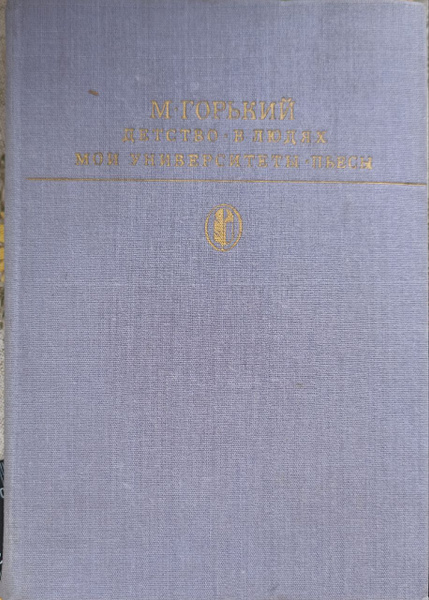 М·ГОРЬКИЙ
ДЕТСТВО·В ЛЮДЯХ
МОИ УНИВЕРСИТЕТЫ·ПЬЕСЫ